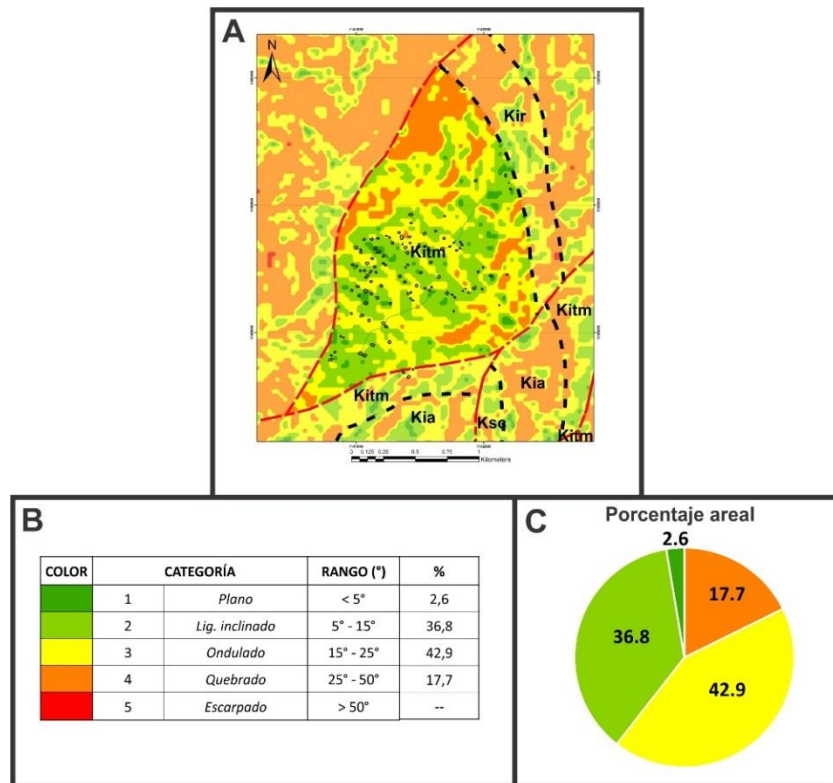 A
N
Kir
Kitm
Kitm
Kitm
Kia
Kia
Ksc
Kitm
0 0.125 0.25 0.5 0.75 1
Kilometers
B
COLOR CATEGORÍA RANGO (°) %
1 Plano < 5° 2,6
2 Lig. inclinado 5° - 15° 36,8
3 Ondulado 15° - 25° 42,9
4 Quebrado 25° - 50° 17,7
5 Escarpado > 50° --
C
Porcentaje areal
2.6
17.7
36.8
42.9